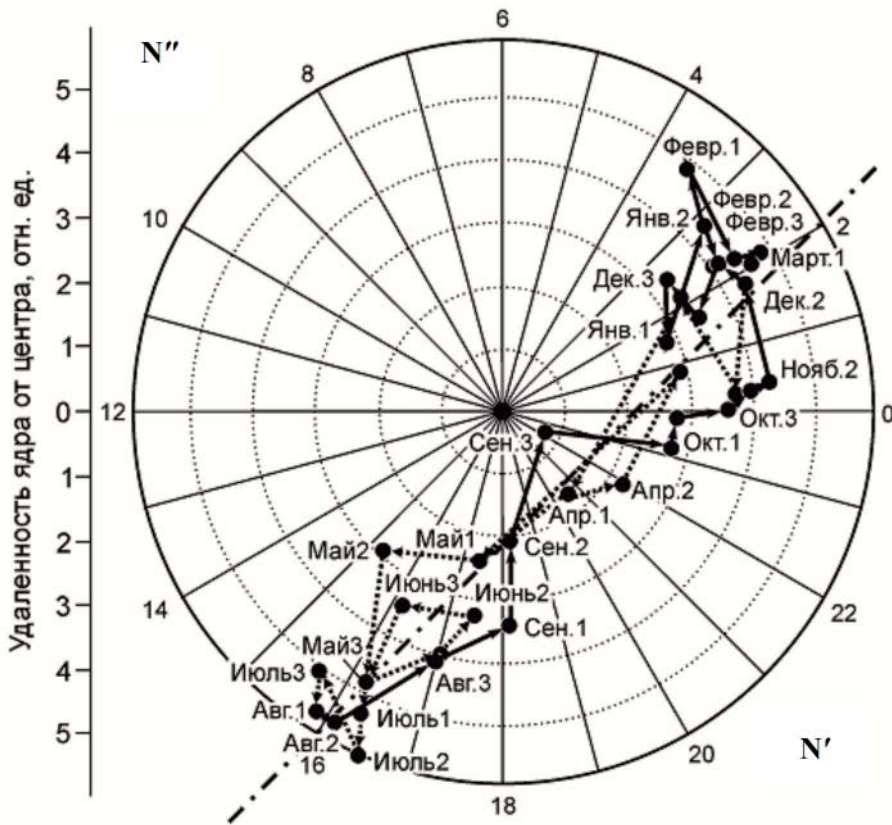 6
N″
8
4
5
Февр.1
4
Янв.2
Февр.2
Февр.3
2
10
3
Март.1
2
Дек.3
Дек.2
1
Янв.1
Нояб.2
0
12
0
Сен.3
Окт.3
Окт.1
1
Апр.2
Апр.1
2
Май2
Май1
Сен.2
Июнь3
Июнь2
14
22
3
Сен.1
Май3
4
Июль3
Авг.3
Авг.1
Июль1
5
Авг.2
16
Июль2
20
N′
18
Удаленность ядра от центра, отн. ед.